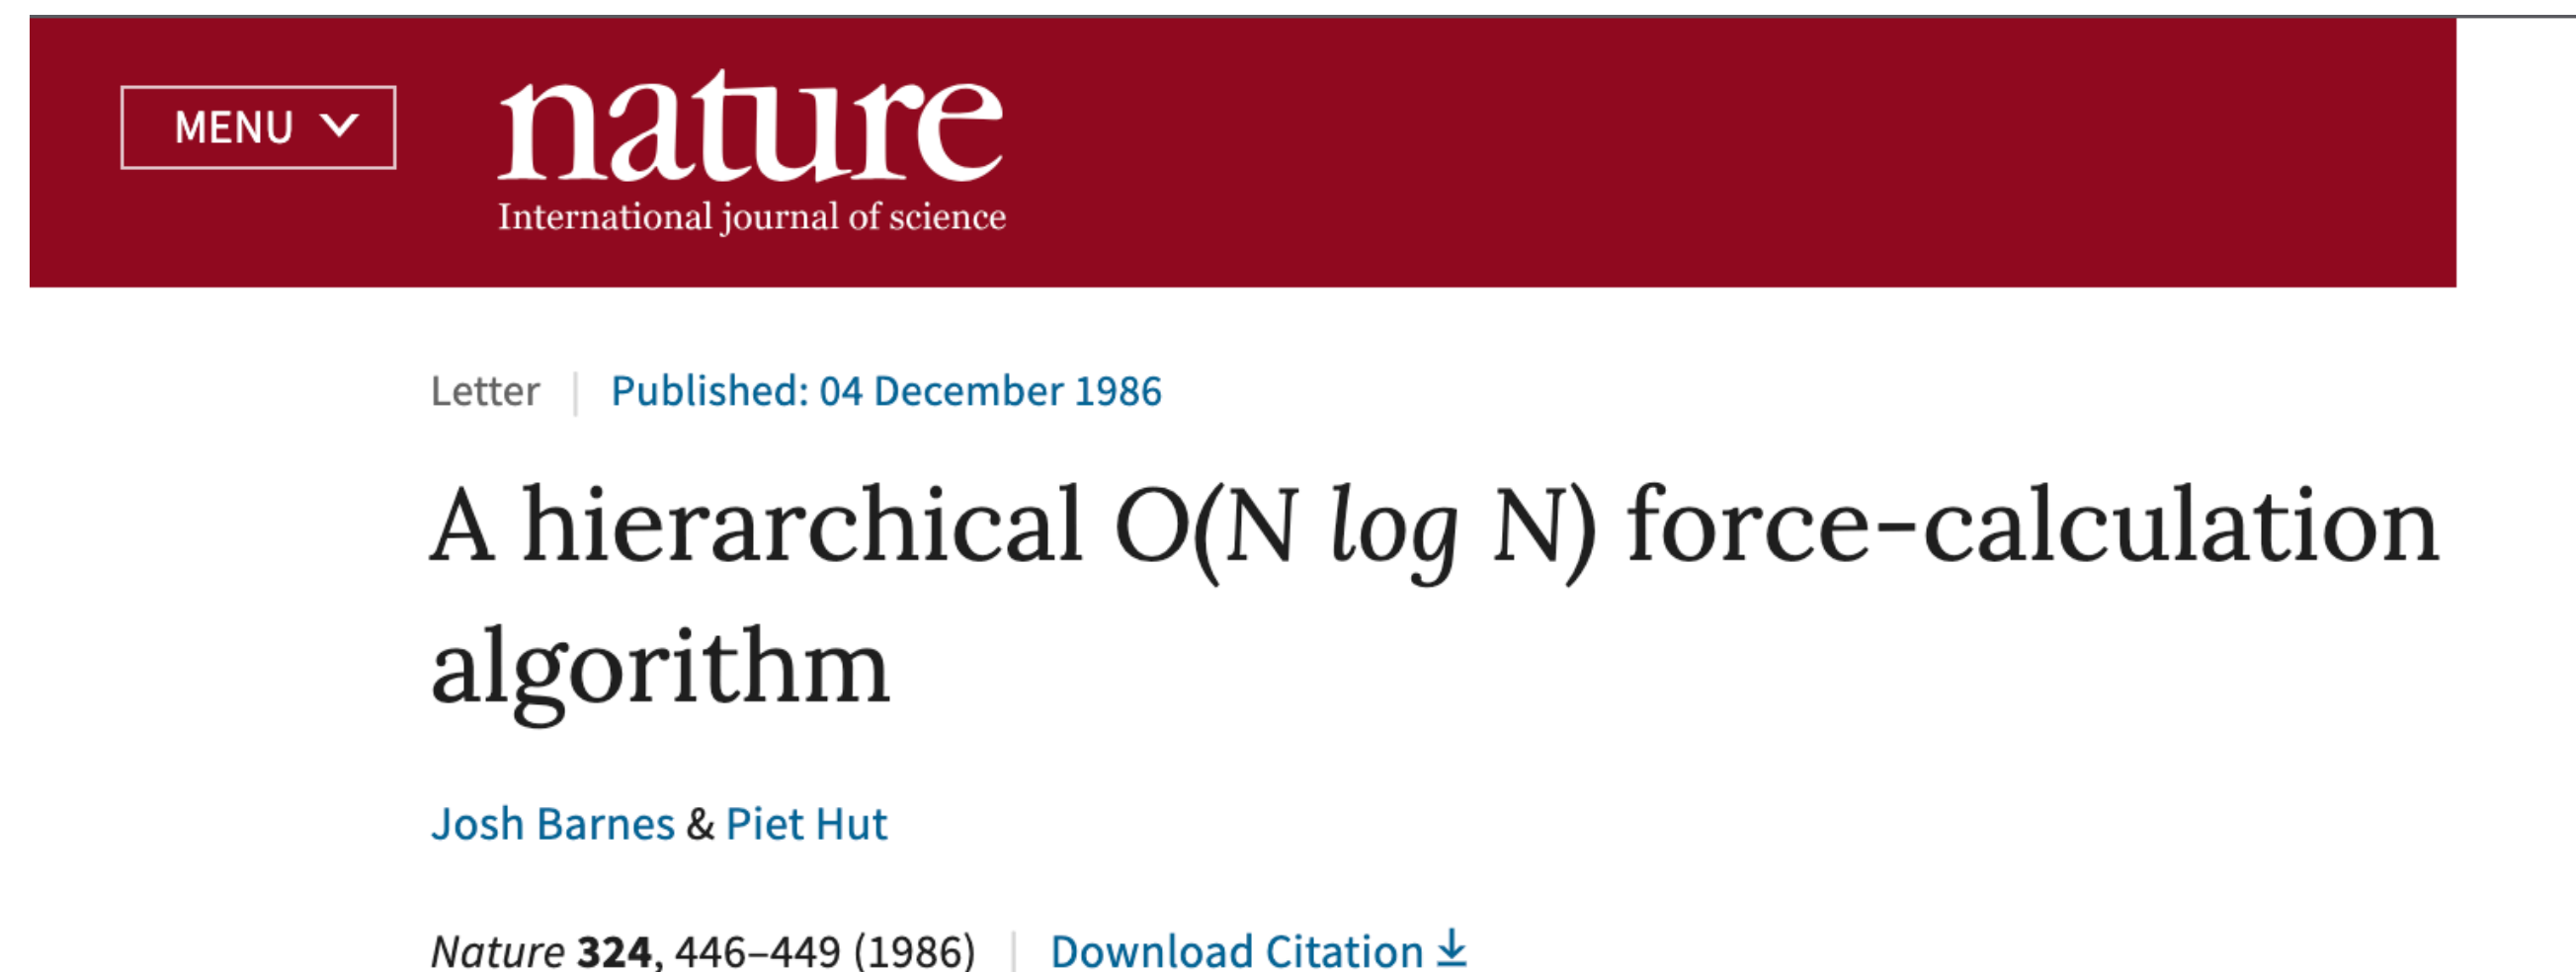 MENU
nature
International journal of science
Letter | Published: 04 December 1986
A hierarchical O(N log N) force-calculation
algorithm
Josh Barnes & Piet Hut
Nature 324, 446–449 (1986) | Download Citation